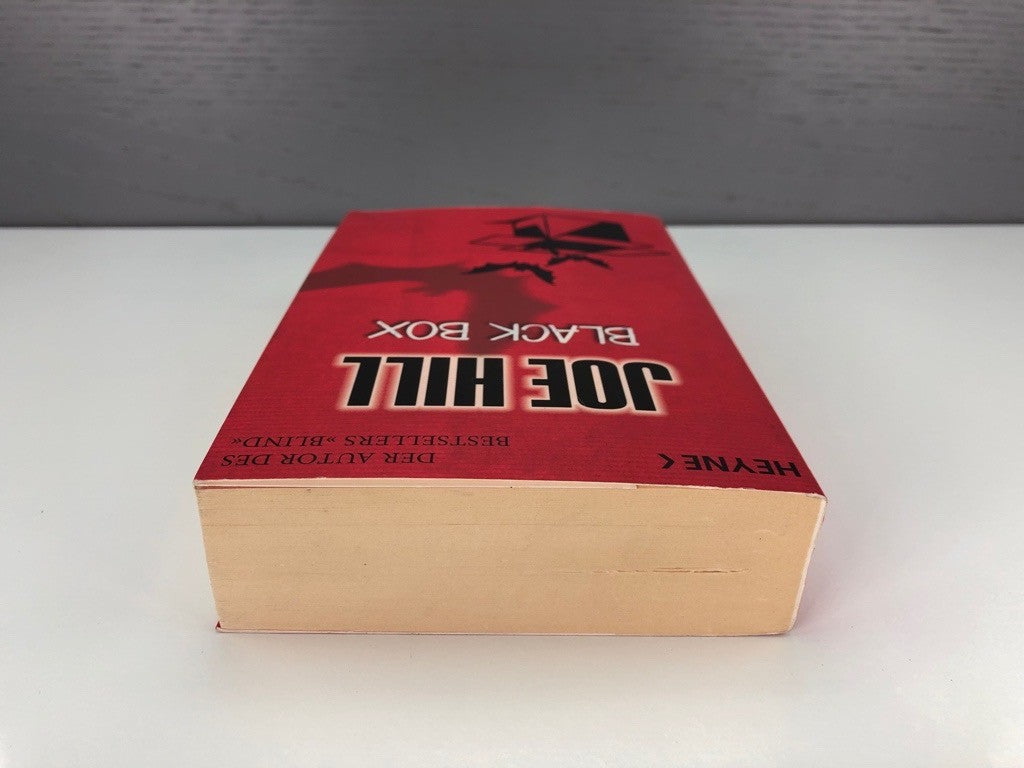 HEYNE <
DER AUTOR DES
BESTSELLERS »BLIND«
JOE HILL
BLACK BOX